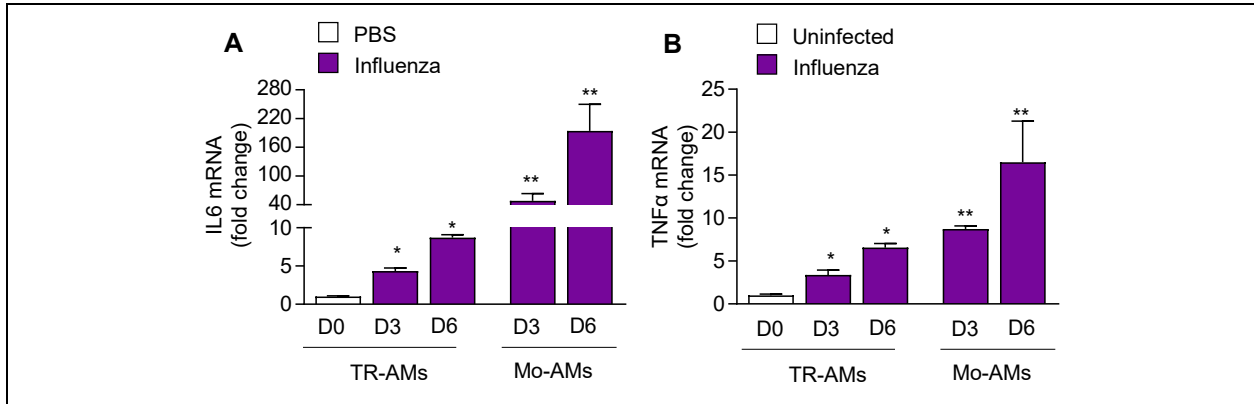 A
PBS
Influenza
IL6 mRNA
(fold change)
280
220
160
100
40
10
5
0
*
*
**
**
D0 D3 D6 D3 D6
TR-AMs Mo-AMs
B
Uninfected
Influenza
TNFα mRNA
(fold change)
25
20
15
10
5
0
*
*
**
**
D0 D3 D6 D3 D6
TR-AMs Mo-AMs